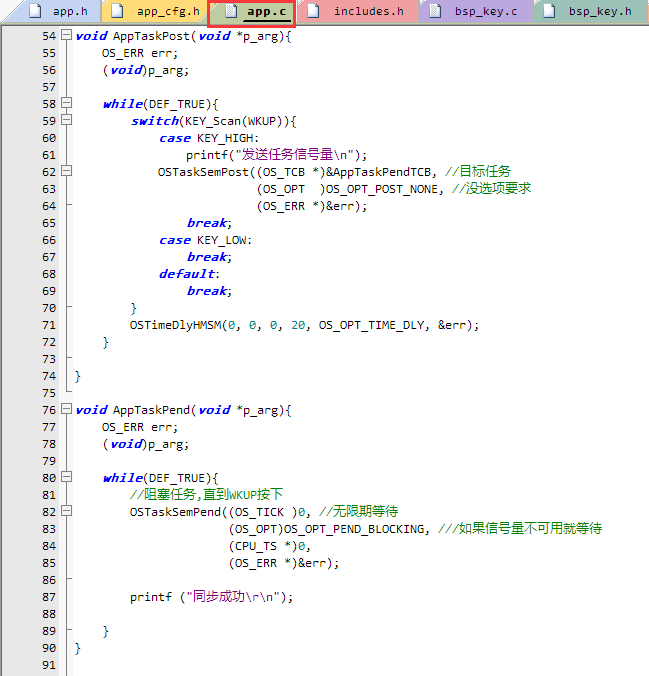 app.h app_cfg.h app.c includes.h bsp_key.c bsp_key.h
54 void AppTaskPost(void *p_arg){
55 OS_ERR err;
56 (void)p_arg;
57
58 while(DEF_TRUE){
59 switch(KEY_Scan(WKUP)){
60 case KEY_HIGH:
61 printf("发送任务信号量\n");
62 OSTaskSemPost((OS_TCB *)&AppTaskPendTCB, //目标任务
63 (OS_OPT  )OS_OPT_POST_NONE, //没选项要求
64 (OS_ERR *)&err);
65 break;
66 case KEY_LOW:
67 break;
68 default:
69 break;
70 }
71 OSTimeDlyHMSM(0, 0, 0, 20, OS_OPT_TIME_DLY, &err);
72 }
73
74 }
75
76 void AppTaskPend(void *p_arg){
77 OS_ERR err;
78 (void)p_arg;
79
80 while(DEF_TRUE){
81 //阻塞任务,直到WKUP按下
82 OSTaskSemPend((OS_TICK )0, //无限期等待
83 (OS_OPT)OS_OPT_PEND_BLOCKING, ///如果信号量不可用就等待
84 (CPU_TS *)0,
85 (OS_ERR *)&err);
86
87 printf ("同步成功\r\n");
88
89 }
90 }
91